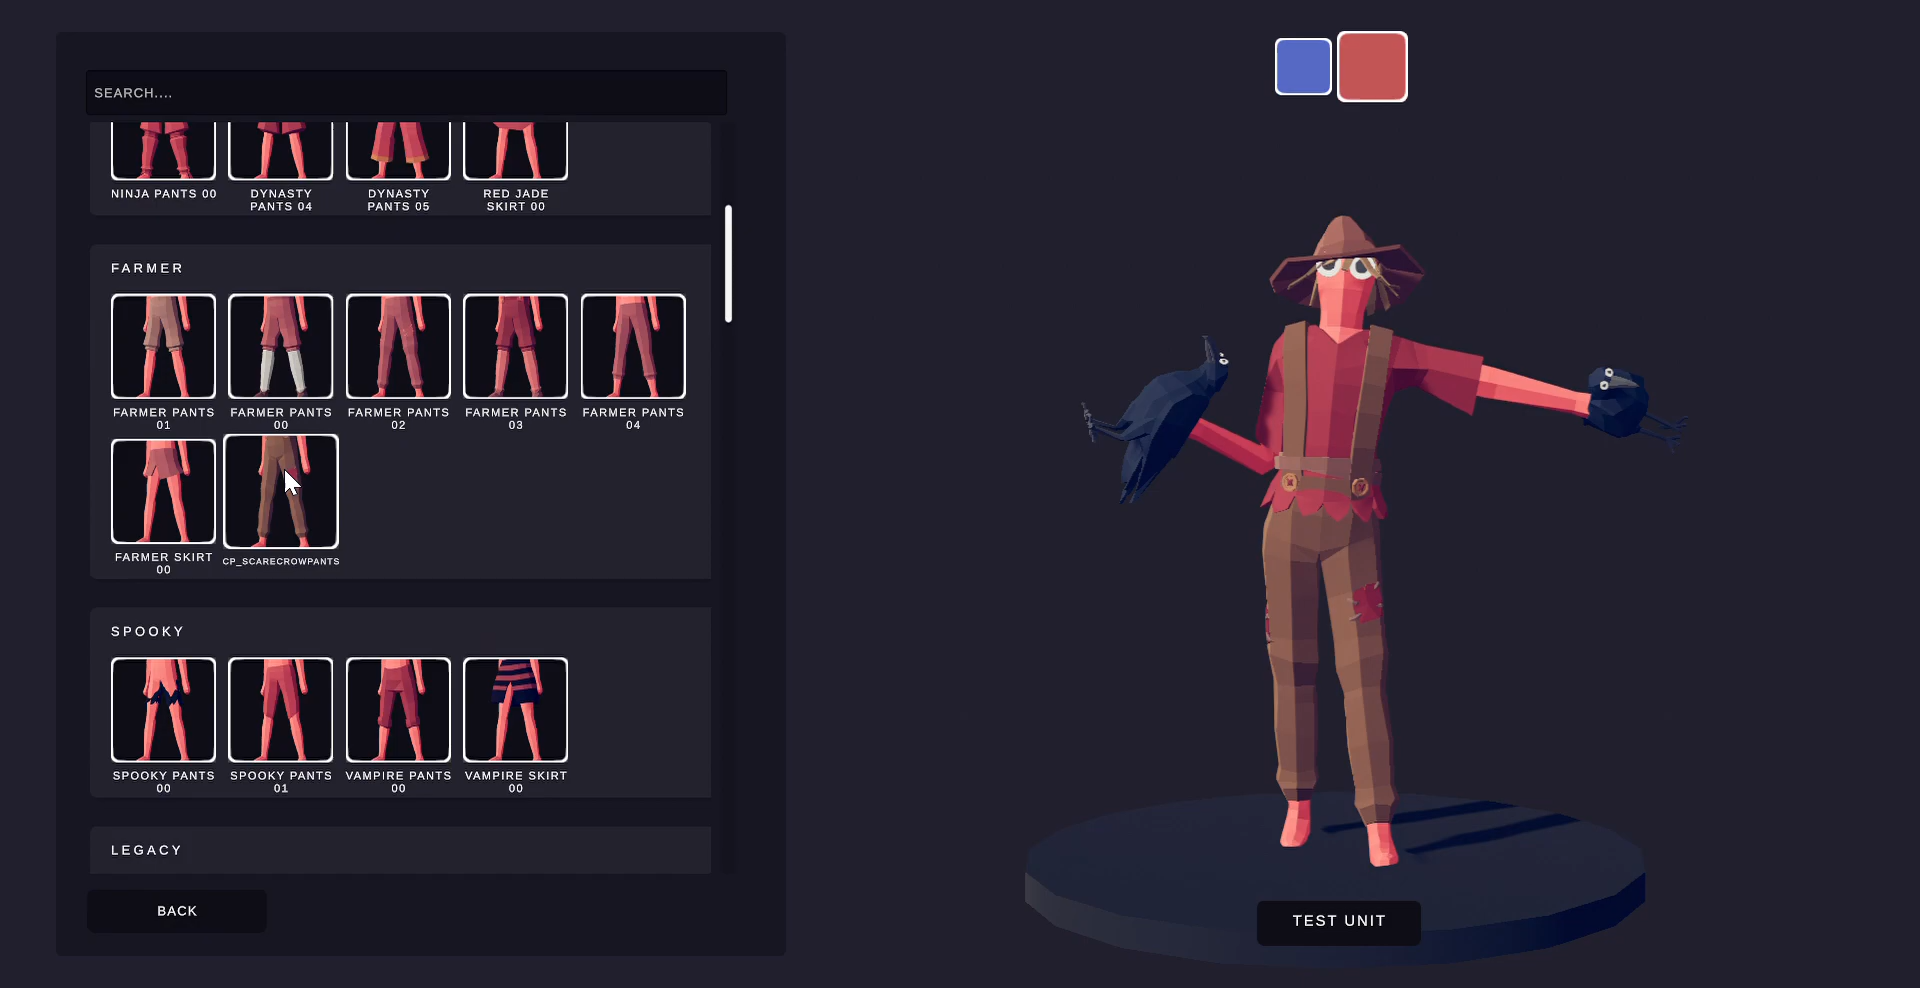 SEARCH....
NINJA PANTS 00
DYNASTY
PANTS 04
DYNASTY
PANTS 05
RED JADE
SKIRT 00
FARMER
FARMER PANTS
01
FARMER PANTS
00
FARMER PANTS
02
FARMER PANTS
03
FARMER PANTS
04
FARMER SKIRT
00
CP_SCARECROWPANTS
SPOOKY
SPOOKY PANTS
00
SPOOKY PANTS
01
VAMPIRE PANTS
00
VAMPIRE SKIRT
00
LEGACY
BACK
TEST UNIT